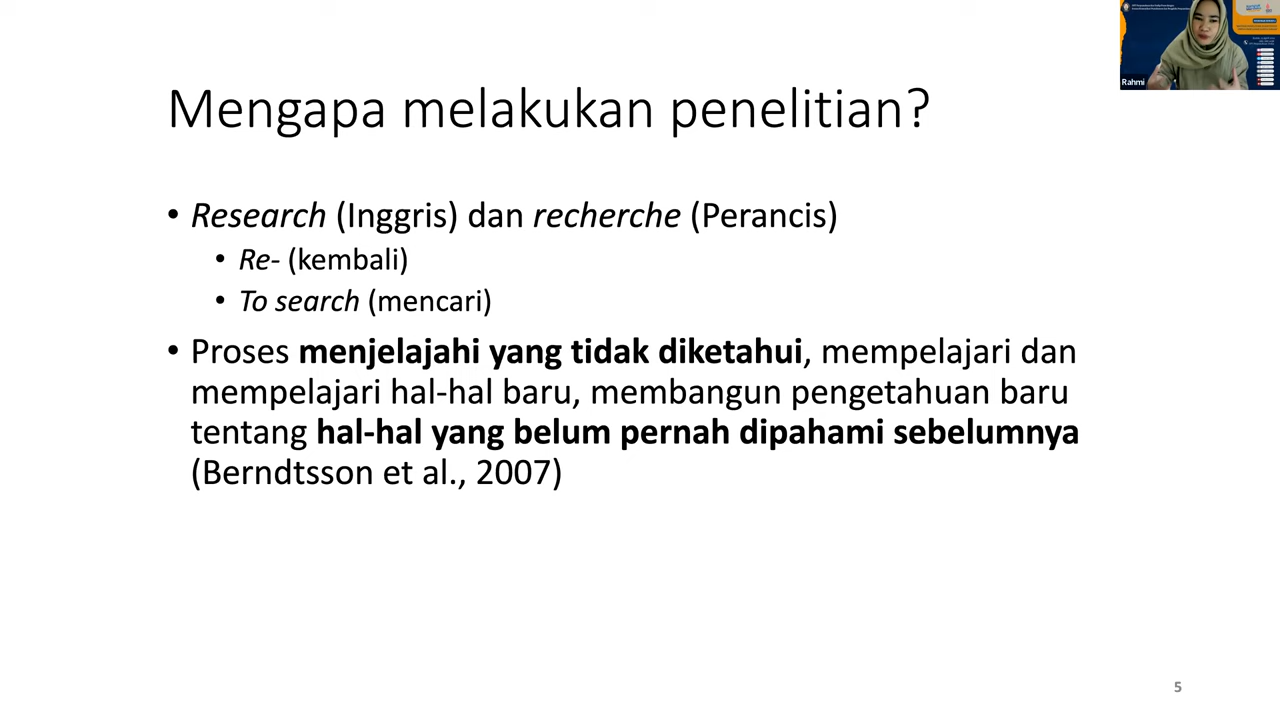 Mengapa melakukan penelitian?
• Research (Inggris) dan recherche (Perancis)
• Re- (kembali)
• To search (mencari)
• Proses menjelajahi yang tidak diketahui, mempelajari dan
mempelajari hal-hal baru, membangun pengetahuan baru
tentang hal-hal yang belum pernah dipahami sebelumnya
(Berndtsson et al., 2007)
Rahmi
5